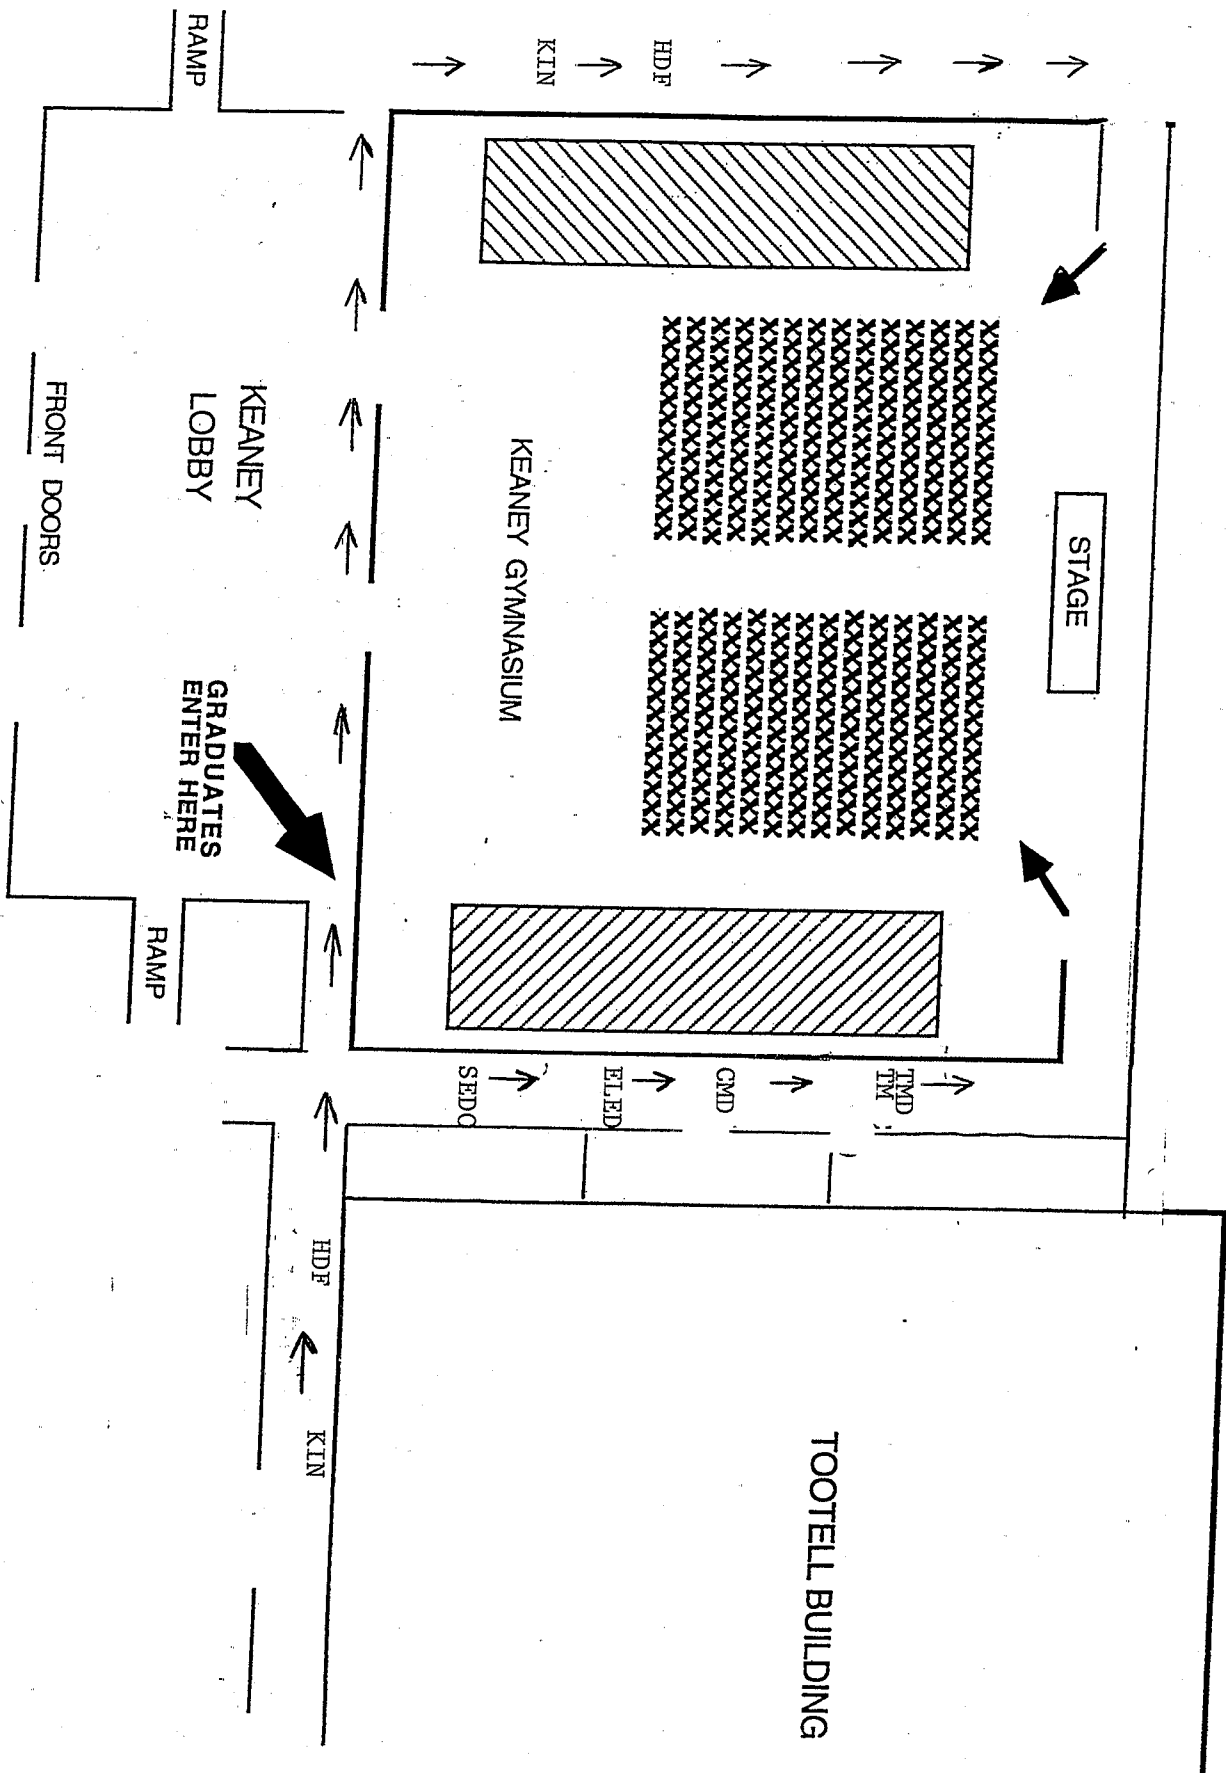 RAMP
KIN
HDF
KEANEY
LOBBY
FRONT DOORS
KEANEY GYMNASIUM
STAGE
GRADUATES
ENTER HERE
RAMP
SEDC
ELED
CMD
TMD
TM
HDF
KIN
TOOTELL BUILDING